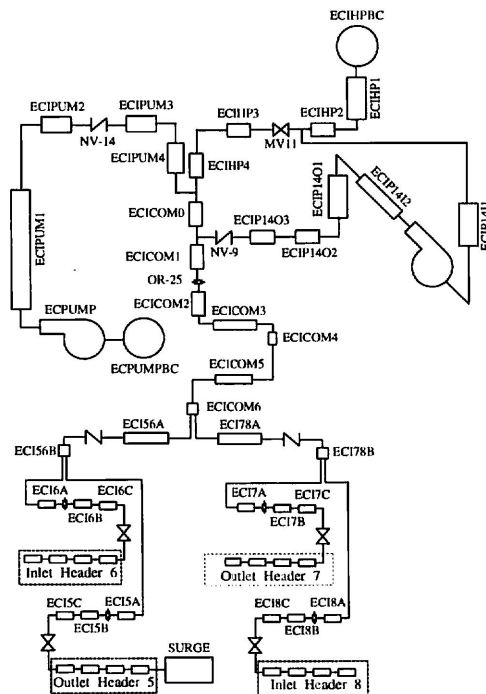 ECIHPBC
ECIHP1
ECIPUM2
ECIPUM3
ECIHP3
ECIHP2
NV-14
MV11
ECIPUM4
ECIHP4
ECIP14O1
ECIP14I2
ECIP14I1
ECICOM0
ECIP14O3
ECIPUM1
ECICOM1
NV-9
ECIP14O2
OR-25
ECICOM2
ECICOM3
ECPUMP
ECICOM4
ECPUMPBC
ECICOM5
ECICOM6
ECI56A
ECI78A
ECI56B
ECI78B
ECI6A
ECI6C
ECI6B
ECI7A
ECI7C
ECI7B
Inlet Header 6
Outlet Header 7
ECI5C
ECI5A
ECI5B
ECI8C
ECI8A
ECI8B
SURGE
Outlet Header 5
Inlet Header 8